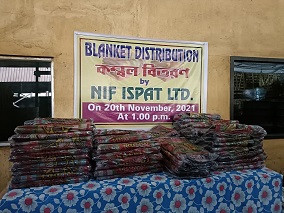 BLANKET DISTRIBUTION
কম্বল বিতরণ
by
NIF ISPAT LTD.
On 20th November, 2021
At 1.00 p.m.